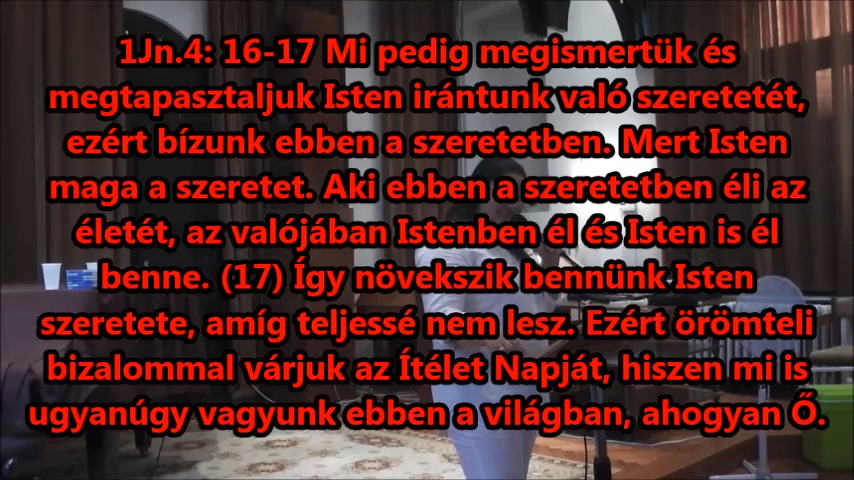 1Jn.4: 16-17 Mi pedig megismertük és
megtapasztaljuk Isten irántunk való szeretetét,
ezért bízunk ebben a szeretetben. Mert Isten
maga a szeretet. Aki ebben a szeretetben éli az
életét, az valójában Istenben él és Isten is él
benne. (17) Így növekszik bennünk Isten
szeretete, amíg teljessé nem lesz. Ezért örömteli
bizalommal várjuk az Ítélet Napját, hiszen mi is
ugyanúgy vagyunk ebben a világban, ahogyan Ő.